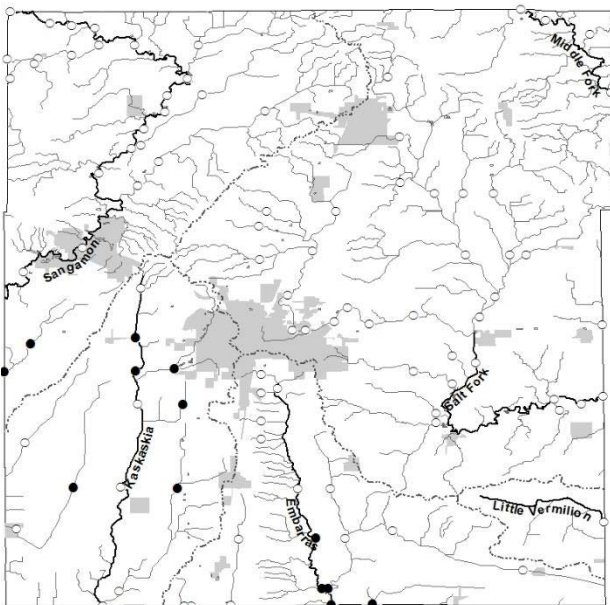 Middle Fork
Sangamon
Salt Fork
Kaskaskia
Embarras
Little Vermilion